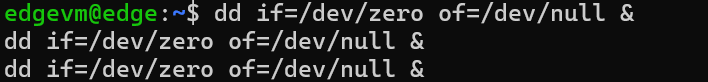 edgevm@edge:~$ dd if=/dev/zero of=/dev/null &
dd if=/dev/zero of=/dev/null &
dd if=/dev/zero of=/dev/null &